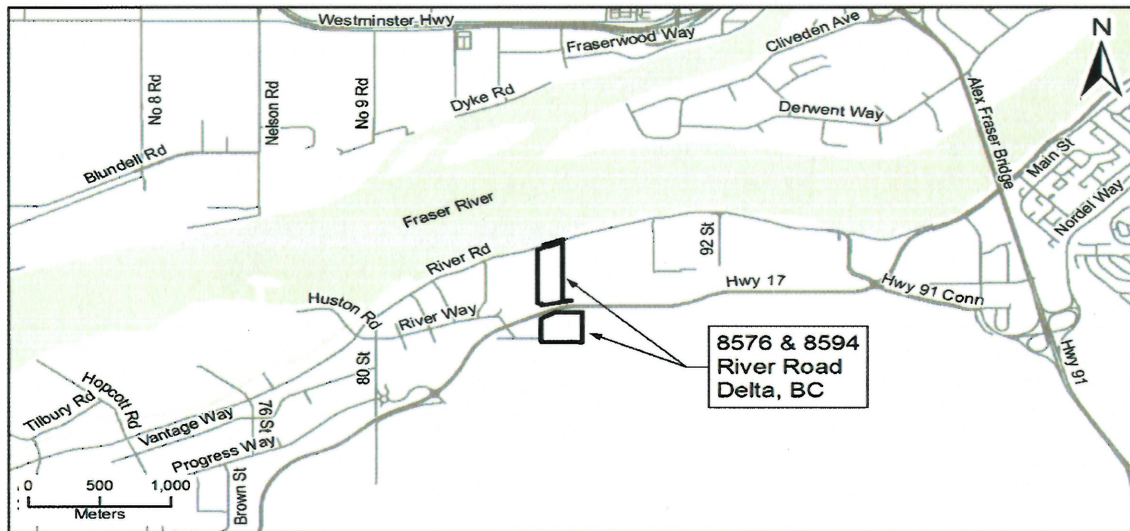 Westminster Hwy
Fraserwood Way
Cliveden Ave
N
No 8 Rd
Nelson Rd
No 9 Rd
Dyke Rd
Derwent Way
Alex Fraser Bridge
Main St
Blundell Rd
Nordel Way
Fraser River
92 St
River Rd
Hwy 17
Hwy 91 Conn
Huston Rd
River Way
8576 & 8594
River Road
Delta, BC
80 St
Hwy 91
Hopcott Rd
Tilbury Rd
76 St
Vantage Way
Progress Way
Brown St
0 500 1,000
Meters